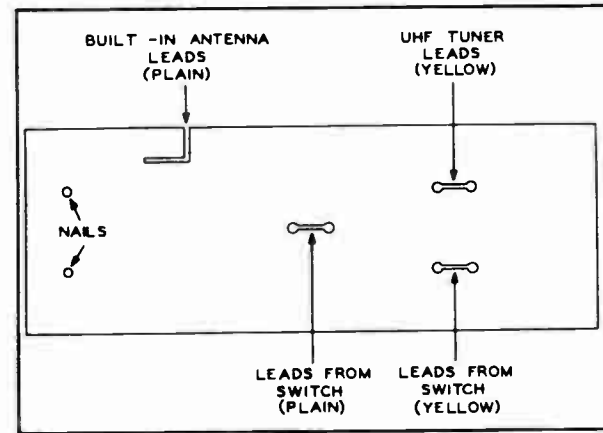 BUILT -IN ANTENNA
LEADS
(PLAIN)
UHF TUNER
LEADS
(YELLOW)
NAILS
LEADS FROM
SWITCH
(PLAIN)
LEADS FROM
SWITCH
(YELLOW)